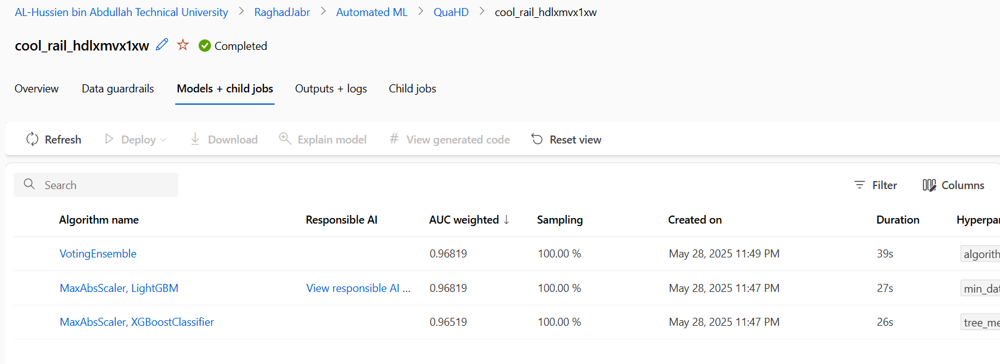 AL-Hussien bin Abdullah Technical University > RaghadJabr > Automated ML > QuaHD > cool_rail_hdlxmvx1xw
cool_rail_hdlxmvx1xw Completed
Overview Data guardrails Models + child jobs Outputs + logs Child jobs
Refresh Deploy Download Explain model # View generated code Reset view
Search Filter Columns
Algorithm name Responsible AI AUC weighted ↓ Sampling Created on Duration Hyperpar
VotingEnsemble 0.96819 100.00 % May 28, 2025 11:49 PM 39s algorith
MaxAbsScaler, LightGBM View responsible AI ... 0.96819 100.00 % May 28, 2025 11:47 PM 27s min_dat
MaxAbsScaler, XGBoostClassifier 0.96519 100.00 % May 28, 2025 11:47 PM 26s tree_me